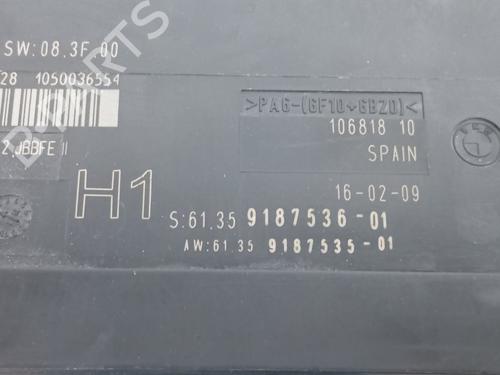 SW:08.3F.00
28 1050036554
>PA6-(GF10+GB20)<
106818 10
2.JBBFE II
SPAIN
H1
16-02-09
S:61.35 9187536-01
AW:61.35 9187535-01
B-PARTS